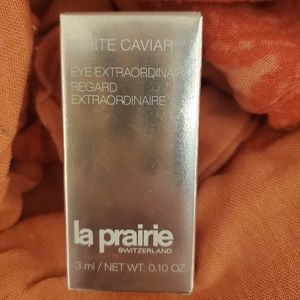 ITE CAVIAR
EYE EXTRAORDINAIR
REGARD
EXTRAORDINAIRE
la prairie
SWITZERLAND
3 ml / NET WT. 0.10 OZ.